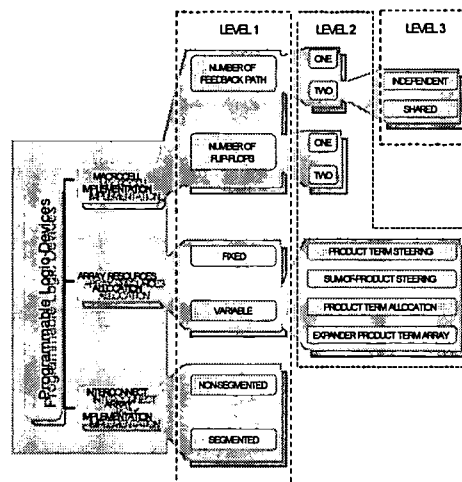 LEVEL 1
LEVEL 2
LEVEL 3
NUMBER OF
FEEDBACK PATH
ONE
TWO
INDEPENDENT
SHARED
NUMBER OF
FLIP-FLOPS
ONE
TWO
Programmable Logic Devices
MACROCELL
IMPLEMENTATION
ARRAY RESOURCES
ALLOCATION
FIXED
VARIABLE
PRODUCT TERM STEERING
SUM-OF-PRODUCT STEERING
PRODUCT TERM ALLOCATION
EXPANDER PRODUCT TERM ARRAY
INTERCONNECT
ARRAY
IMPLEMENTATION
NON-SEGMENTED
SEGMENTED